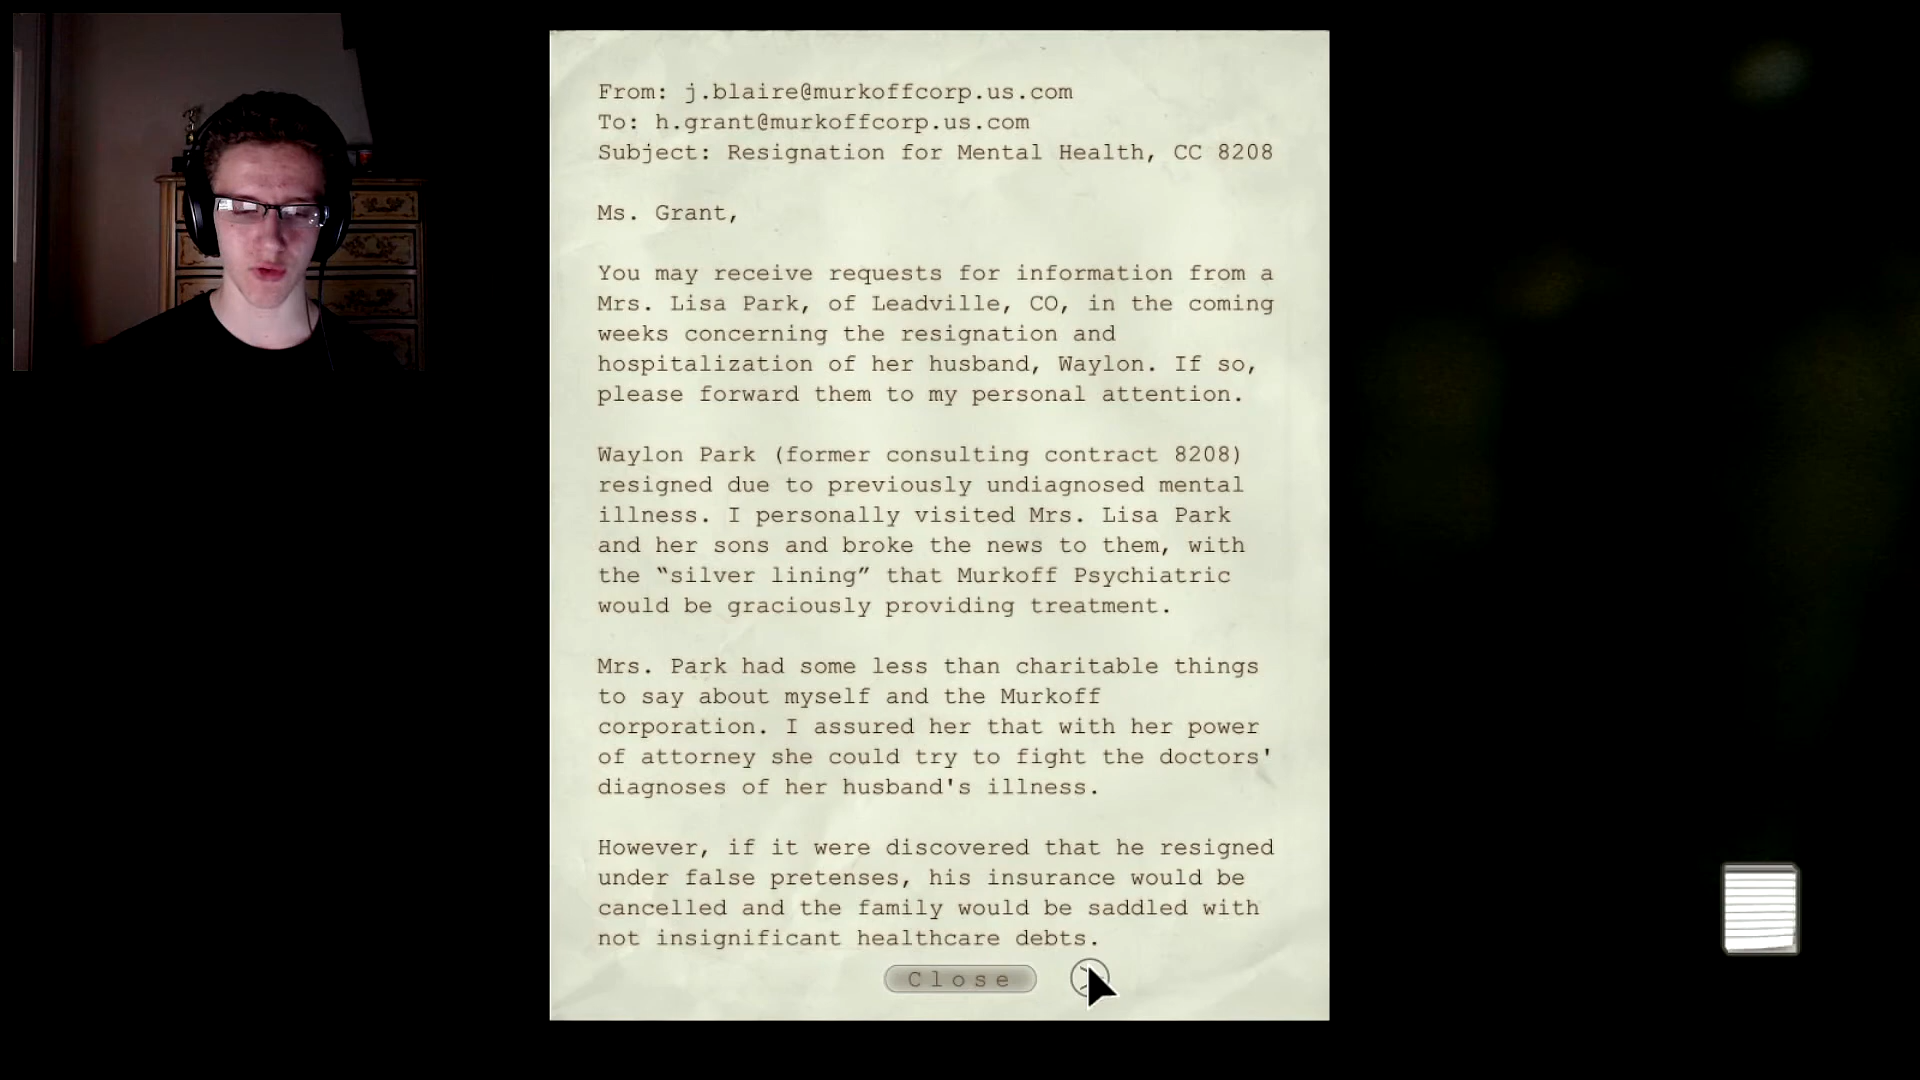 From: j.blaire@murkoffcorp.us.com
To: h.grant@murkoffcorp.us.com
Subject: Resignation for Mental Health, CC 8208
Ms. Grant,
You may receive requests for information from a
Mrs. Lisa Park, of Leadville, CO, in the coming
weeks concerning the resignation and
hospitalization of her husband, Waylon. If so,
please forward them to my personal attention.
Waylon Park (former consulting contract 8208)
resigned due to previously undiagnosed mental
illness. I personally visited Mrs. Lisa Park
and her sons and broke the news to them, with
the “silver lining” that Murkoff Psychiatric
would be graciously providing treatment.
Mrs. Park had some less than charitable things
to say about myself and the Murkoff
corporation. I assured her that with her power
of attorney she could try to fight the doctors'
diagnoses of her husband's illness.
However, if it were discovered that he resigned
under false pretenses, his insurance would be
cancelled and the family would be saddled with
not insignificant healthcare debts.
Close